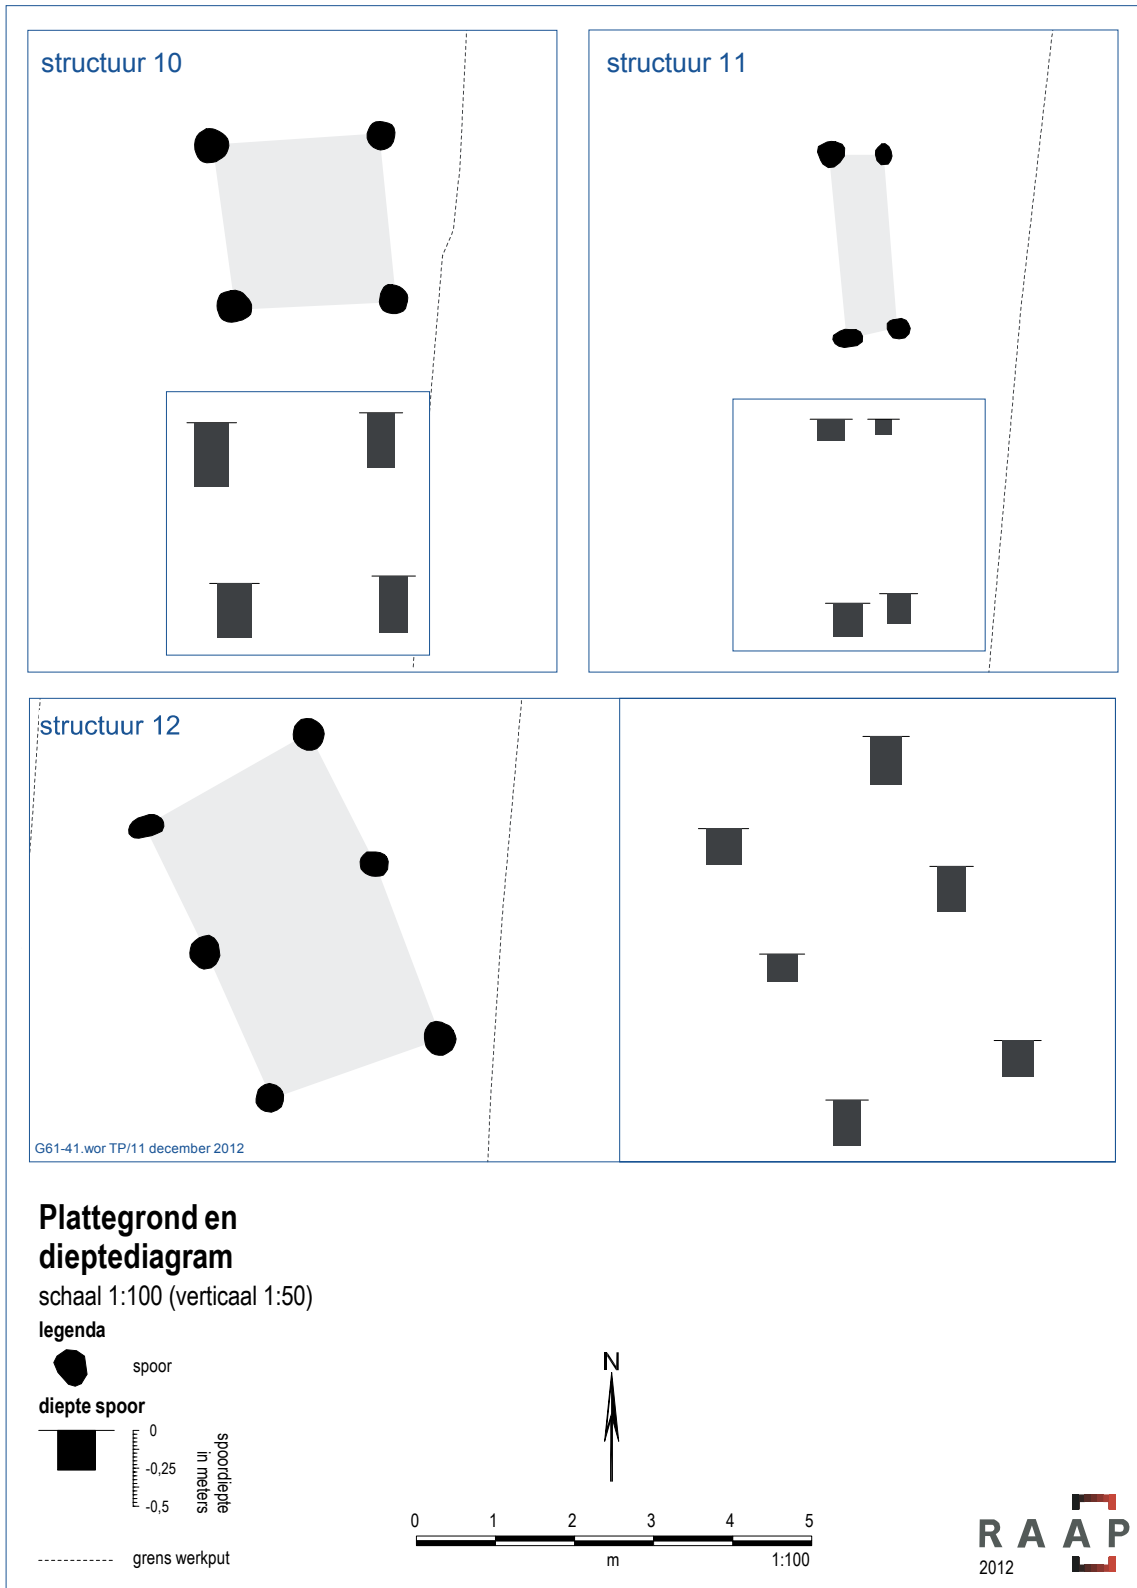 structuur 10
structuur 11
structuur 12
G61-41.wor TP/11 december 2012
Plattegrond en
dieptediagram
schaal 1:100 (verticaal 1:50)
legenda
spoor
diepte spoor
0
-0,25
-0,5
spoordiepte
in meters
grens werkput
N
0 1 2 3 4 5
m 1:100
RAAP
2012